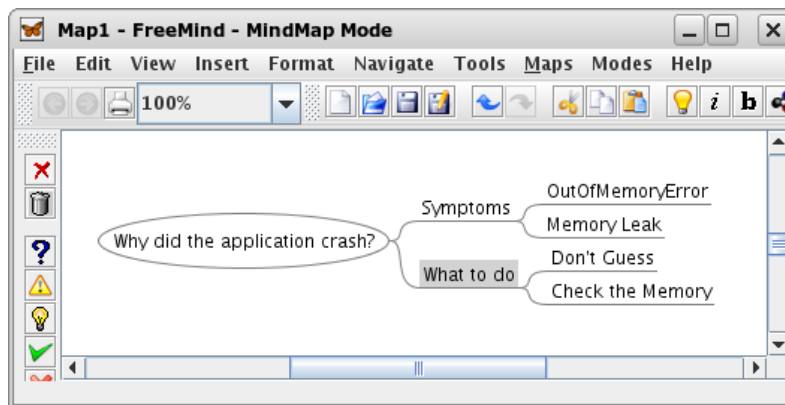 Map1 - FreeMind - MindMap Mode
File Edit View Insert Format Navigate Tools Maps Modes Help
100%
i b
OutOfMemoryError
Symptoms
Memory Leak
Why did the application crash?
Don't Guess
What to do
Check the Memory